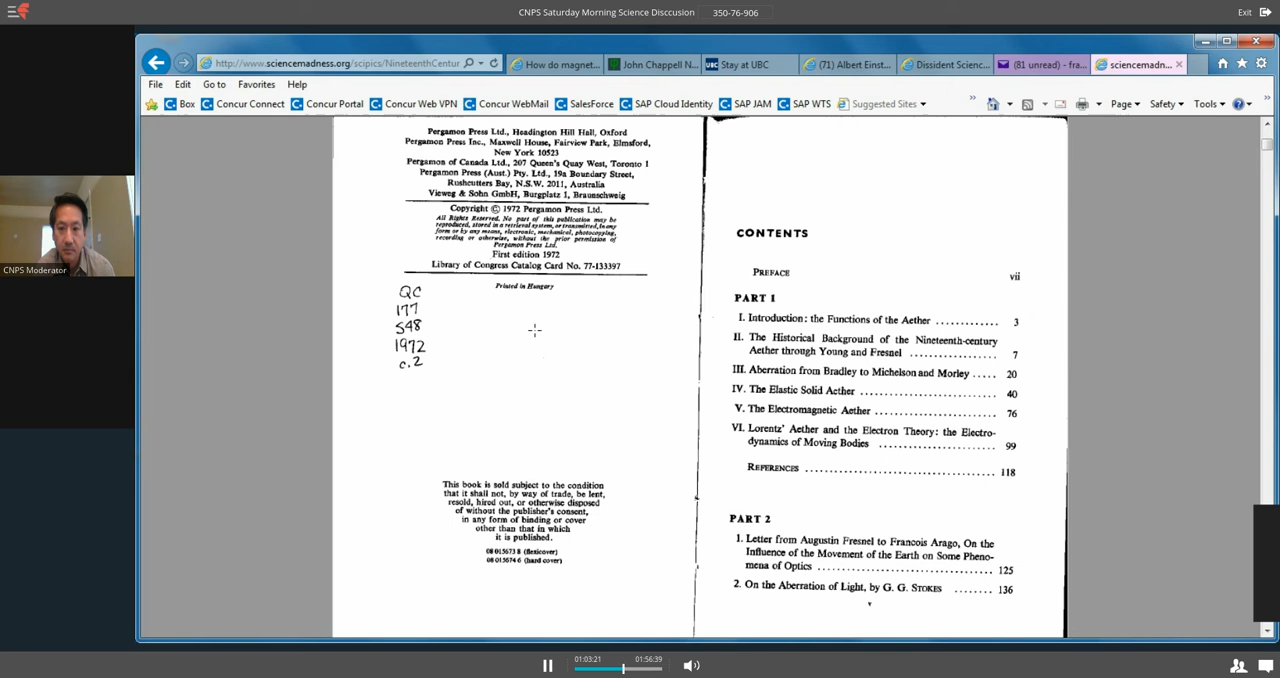 CNPS Saturday Morning Science Disccusion
350-76-906
Exit
http://www.sciencemadness.org/scipics/NineteenthCentur
How do magnet...
John Chappell N...
UBC Stay at UBC
(71) Albert Einst...
Dissident Scienc...
(81 unread) - fra...
sciencemadn...
File Edit Go to Favorites Help
Box Concur Connect Concur Portal Concur Web VPN Concur WebMail SalesForce SAP Cloud Identity SAP JAM SAP WTS Suggested Sites
Page Safety Tools
Pergamon Press Ltd., Headington Hill Hall, Oxford
Pergamon Press Inc., Maxwell House, Fairview Park, Elmsford,
New York 10523
Pergamon of Canada Ltd., 207 Queen's Quay West, Toronto 1
Pergamon Press (Aust.) Pty. Ltd., 19a Boundary Street,
Rushcutters Bay, N.S.W. 2011, Australia
Vieweg & Sohn GmbH, Burgplatz 1, Braunschweig
Copyright © 1972 Pergamon Press Ltd.
All Rights Reserved. No part of this publication may be
reproduced, stored in a retrieval system, or transmitted, in any
form or by any means, electronic, mechanical, photocopying,
recording or otherwise, without the prior permission of
Pergamon Press Ltd.
First edition 1972
Library of Congress Catalog Card No. 77-133397
Printed in Hungary
QC
177
S48
1972
c.2
This book is sold subject to the condition
that it shall not, by way of trade, be lent,
resold, hired out, or otherwise disposed
of without the publisher's consent,
in any form of binding or cover
other than that in which
it is published.
08 015673 8 (flexicover)
08 015674 6 (hard cover)
CONTENTS
PREFACE vii
PART 1
I. Introduction: the Functions of the Aether ............ 3
II. The Historical Background of the Nineteenth-century
Aether through Young and Fresnel .................. 7
III. Aberration from Bradley to Michelson and Morley ..... 20
IV. The Elastic Solid Aether .......................... 40
V. The Electromagnetic Aether ........................ 76
VI. Lorentz' Aether and the Electron Theory: the Electro-
dynamics of Moving Bodies ........................ 99
REFERENCES ........................................ 118
PART 2
1. Letter from Augustin Fresnel to Francois Arago, On the
Influence of the Movement of the Earth on Some Pheno-
mena of Optics .................................. 125
2. On the Aberration of Light, by G. G. STOKES ........ 136
v
CNPS Moderator
01:03:21
01:56:39